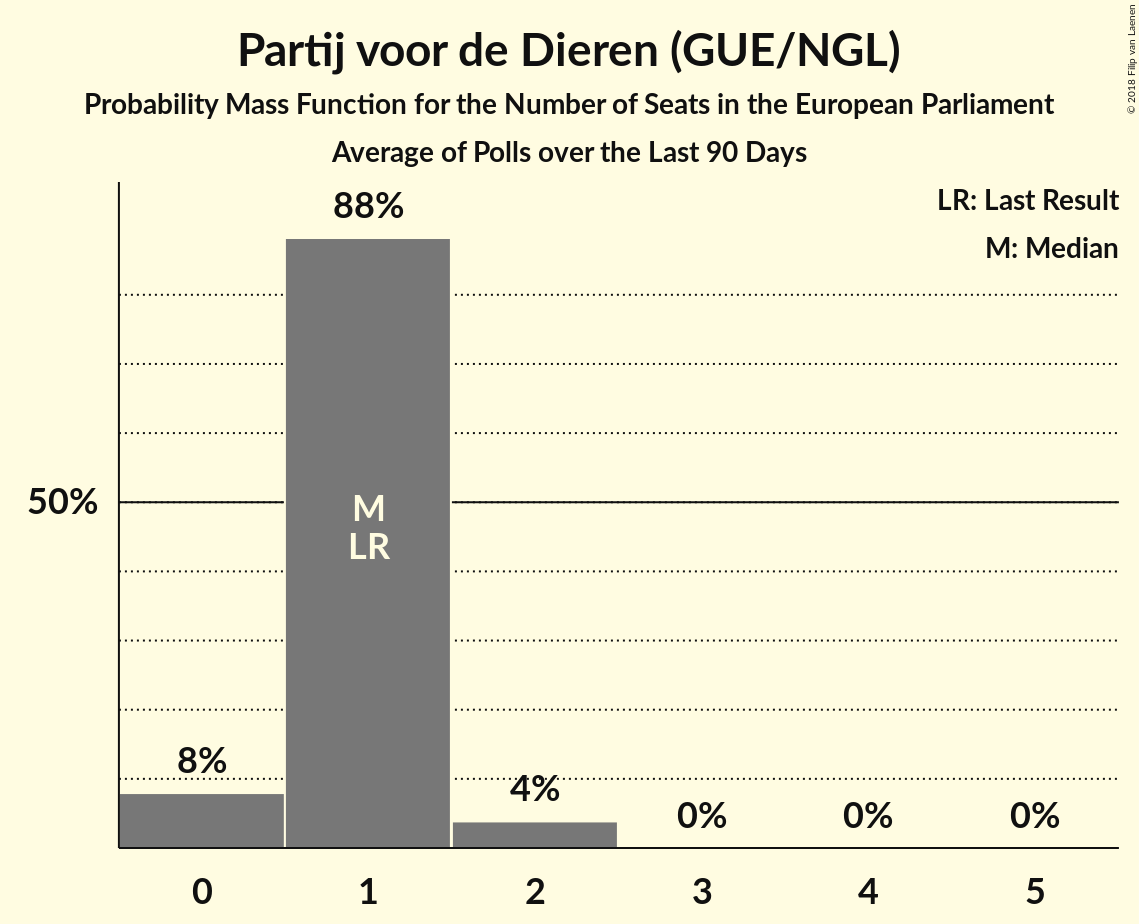 Partij voor de Dieren (GUE/NGL)
Probability Mass Function for the Number of Seats in the European Parliament
Average of Polls over the Last 90 Days
© 2018 Filip van Laenen
LR: Last Result
M: Median
88%
50%
M
LR
8%
4%
0%
0%
0%
0
1
2
3
4
5